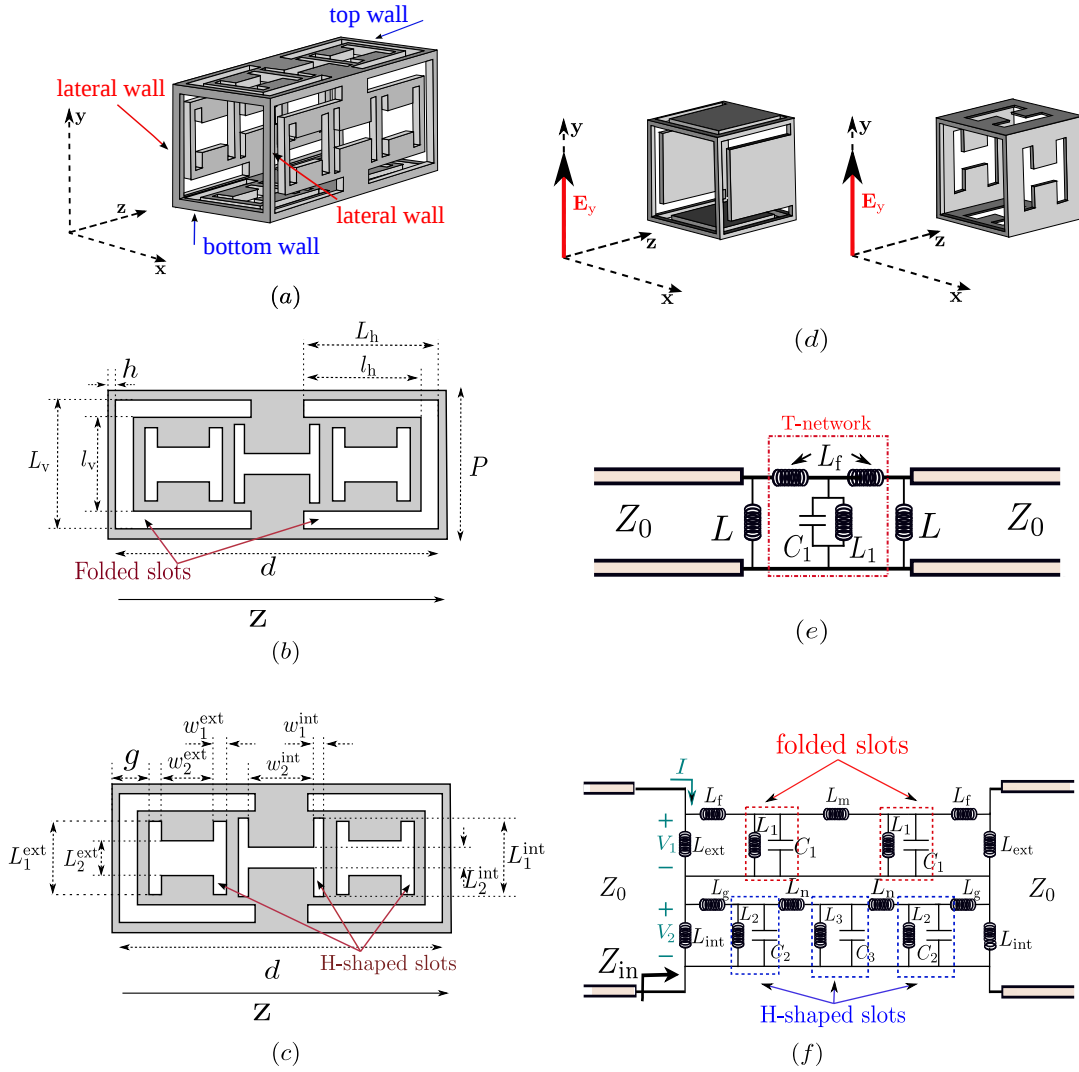 top wall
lateral wall
y
z
x
lateral wall
bottom wall
(a)
y
E_y
z
x
y
E_y
z
x
(d)
L_h
l_h
h
L_v
l_v
P
Folded slots
d
z
(b)
T-network
L_f
Z_0
L
C_1
L_1
L
Z_0
(e)
w_1^ext
w_1^int
w_2^ext
w_2^int
g
L_1^ext
L_2^ext
L_2^int
L_1^int
H-shaped slots
d
z
(c)
folded slots
I
L_f
L_m
L_f
+
V_1
−
L_ext
L_1
C_1
L_1
C_1
L_ext
Z_0
Z_0
L_g
L_n
L_n
L_g
+
V_2
−
L_int
L_2
C_2
L_3
C_3
L_2
C_2
L_int
Z_in
H-shaped slots
(f)